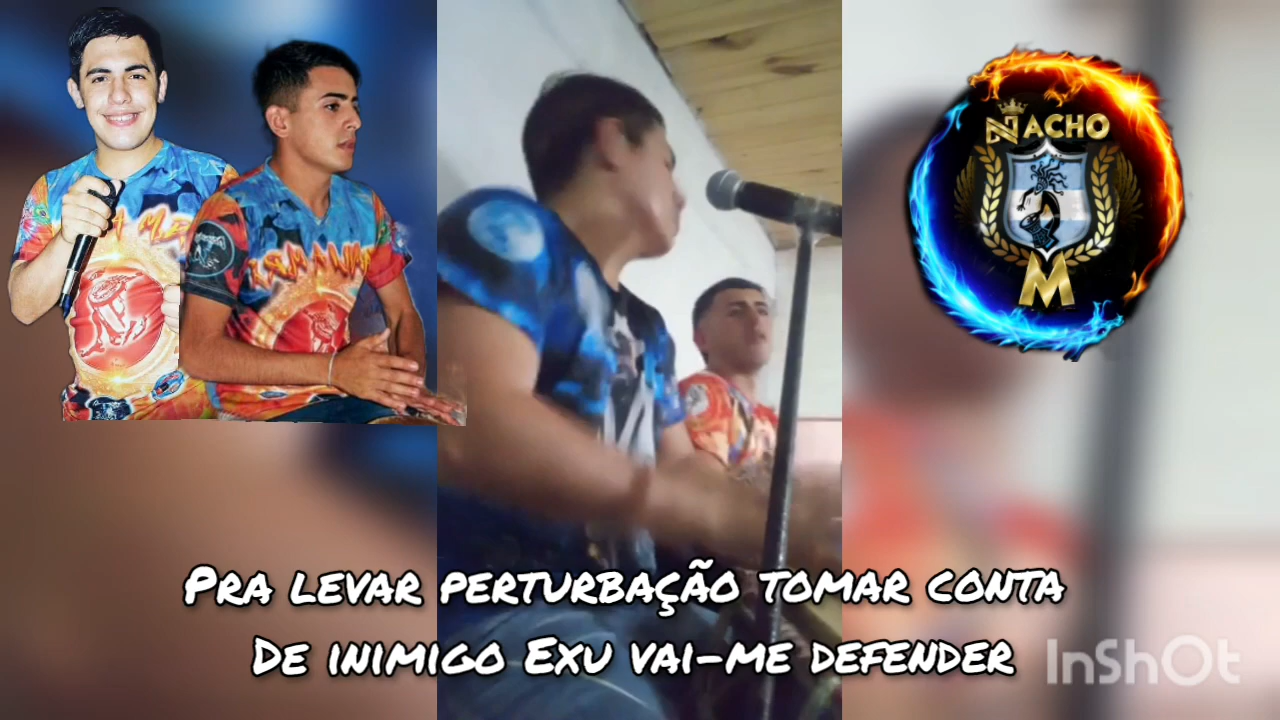 NACHO
M
Pra levar perturbação tomar conta
De inimigo Exu vai-me defender
InShOt